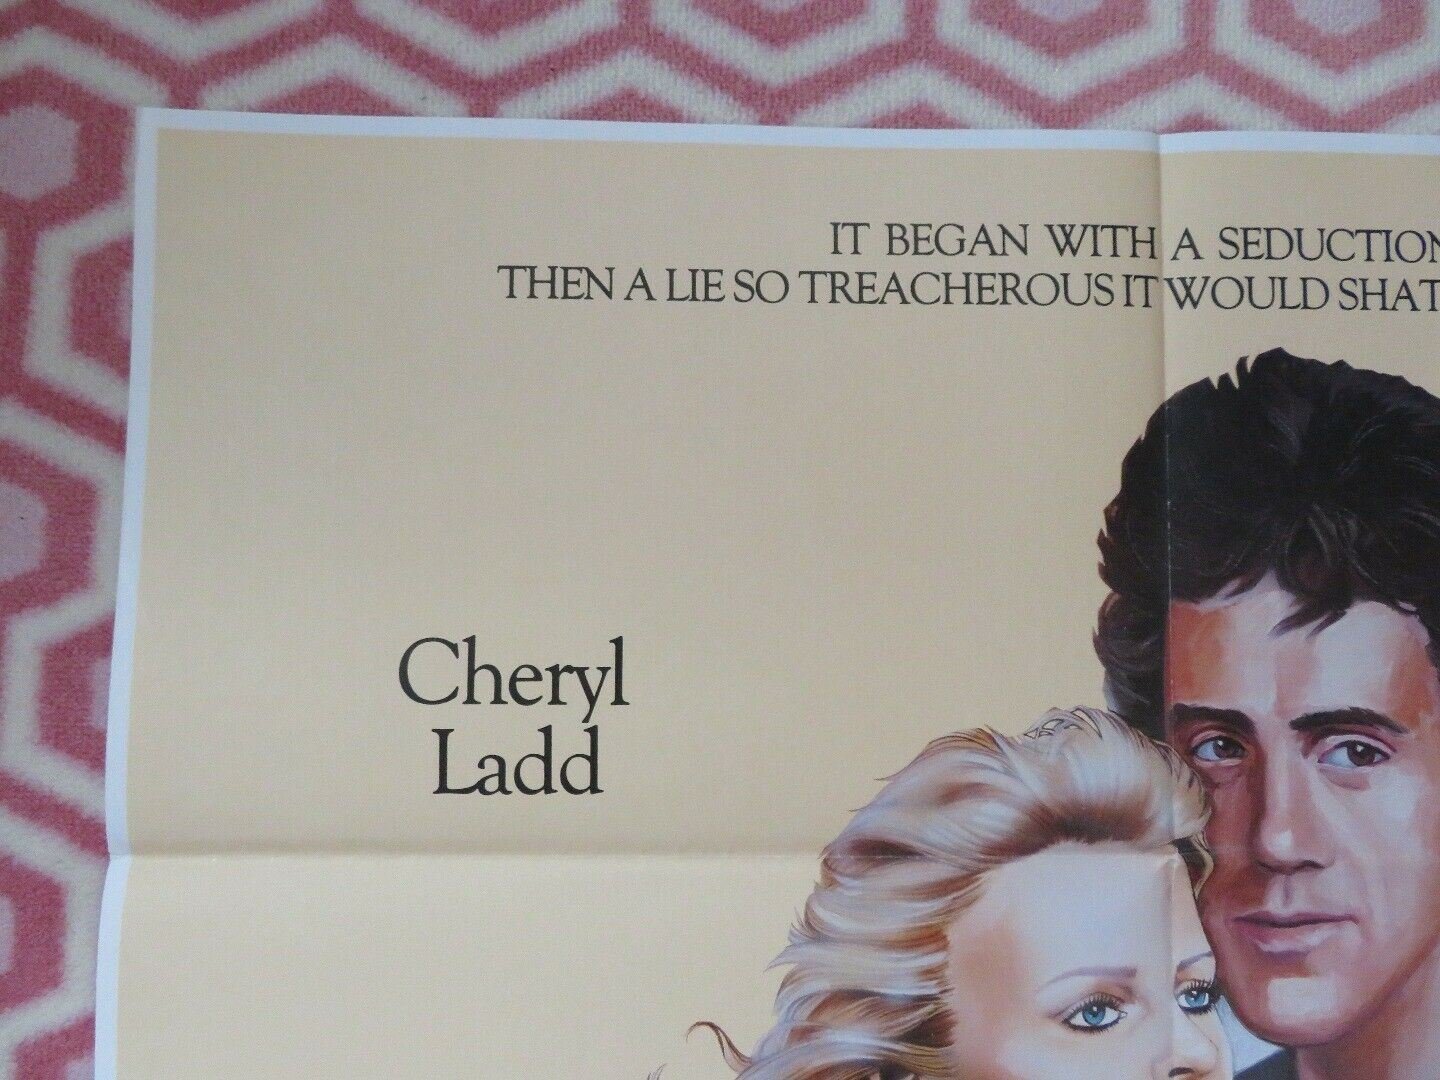 IT BEGAN WITH A SEDUCTION
THEN A LIE SO TREACHEROUS IT WOULD SHAT
Cheryl
Ladd